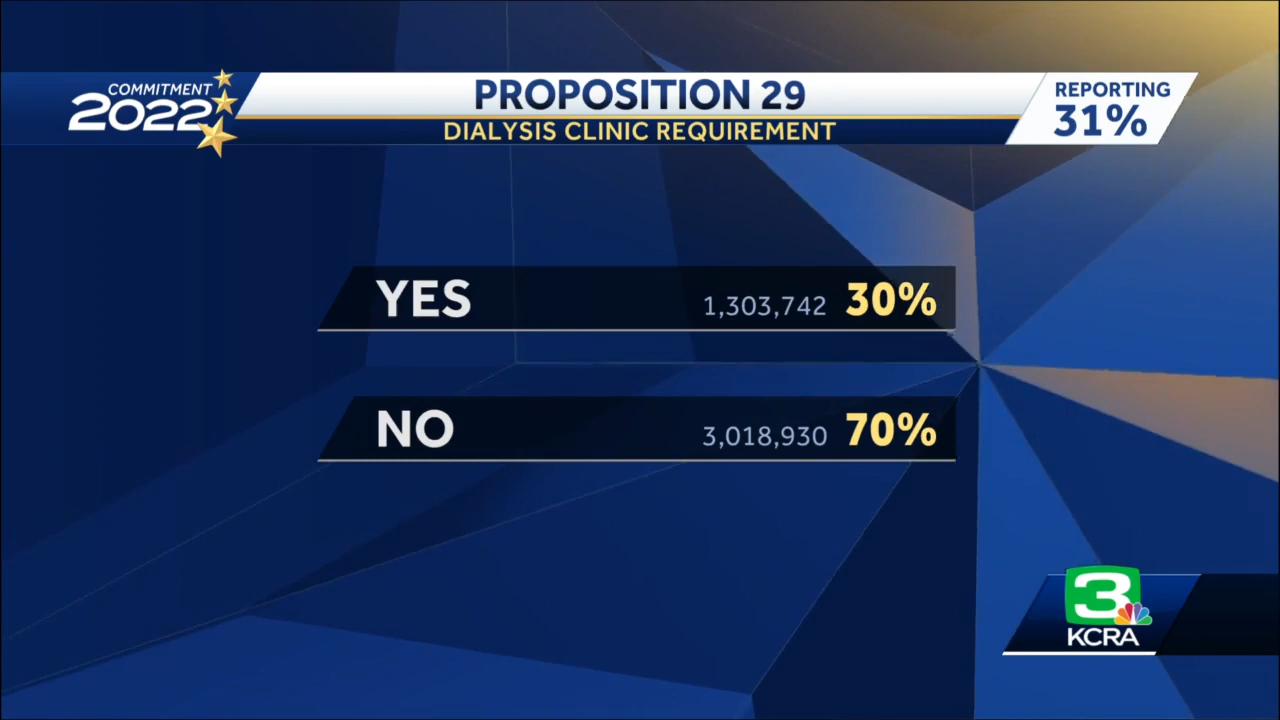 COMMITMENT
2022
PROPOSITION 29
DIALYSIS CLINIC REQUIREMENT
REPORTING
31%
YES 1,303,742 30%
NO 3,018,930 70%
3
KCRA